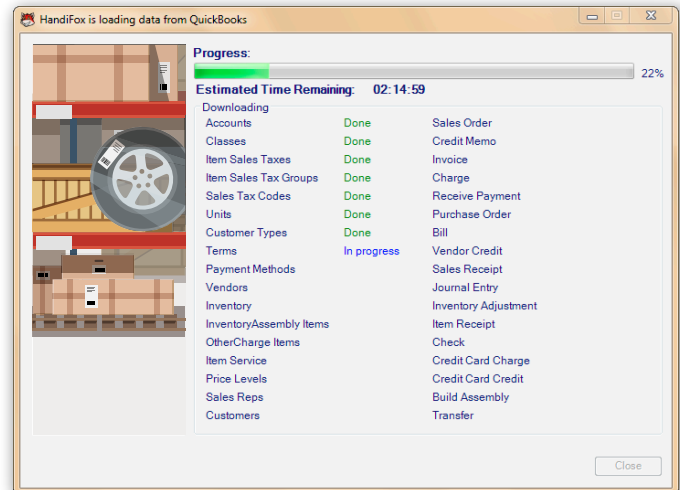 HandiFox is loading data from QuickBooks
Progress:
22%
Estimated Time Remaining: 02:14:59
Downloading
Accounts Done
Classes Done
Item Sales Taxes Done
Item Sales Tax Groups Done
Sales Tax Codes Done
Units Done
Customer Types Done
Terms In progress
Payment Methods
Vendors
Inventory
InventoryAssembly Items
OtherCharge Items
Item Service
Price Levels
Sales Reps
Customers
Sales Order
Credit Memo
Invoice
Charge
Receive Payment
Purchase Order
Bill
Vendor Credit
Sales Receipt
Journal Entry
Inventory Adjustment
Item Receipt
Check
Credit Card Charge
Credit Card Credit
Build Assembly
Transfer
Close